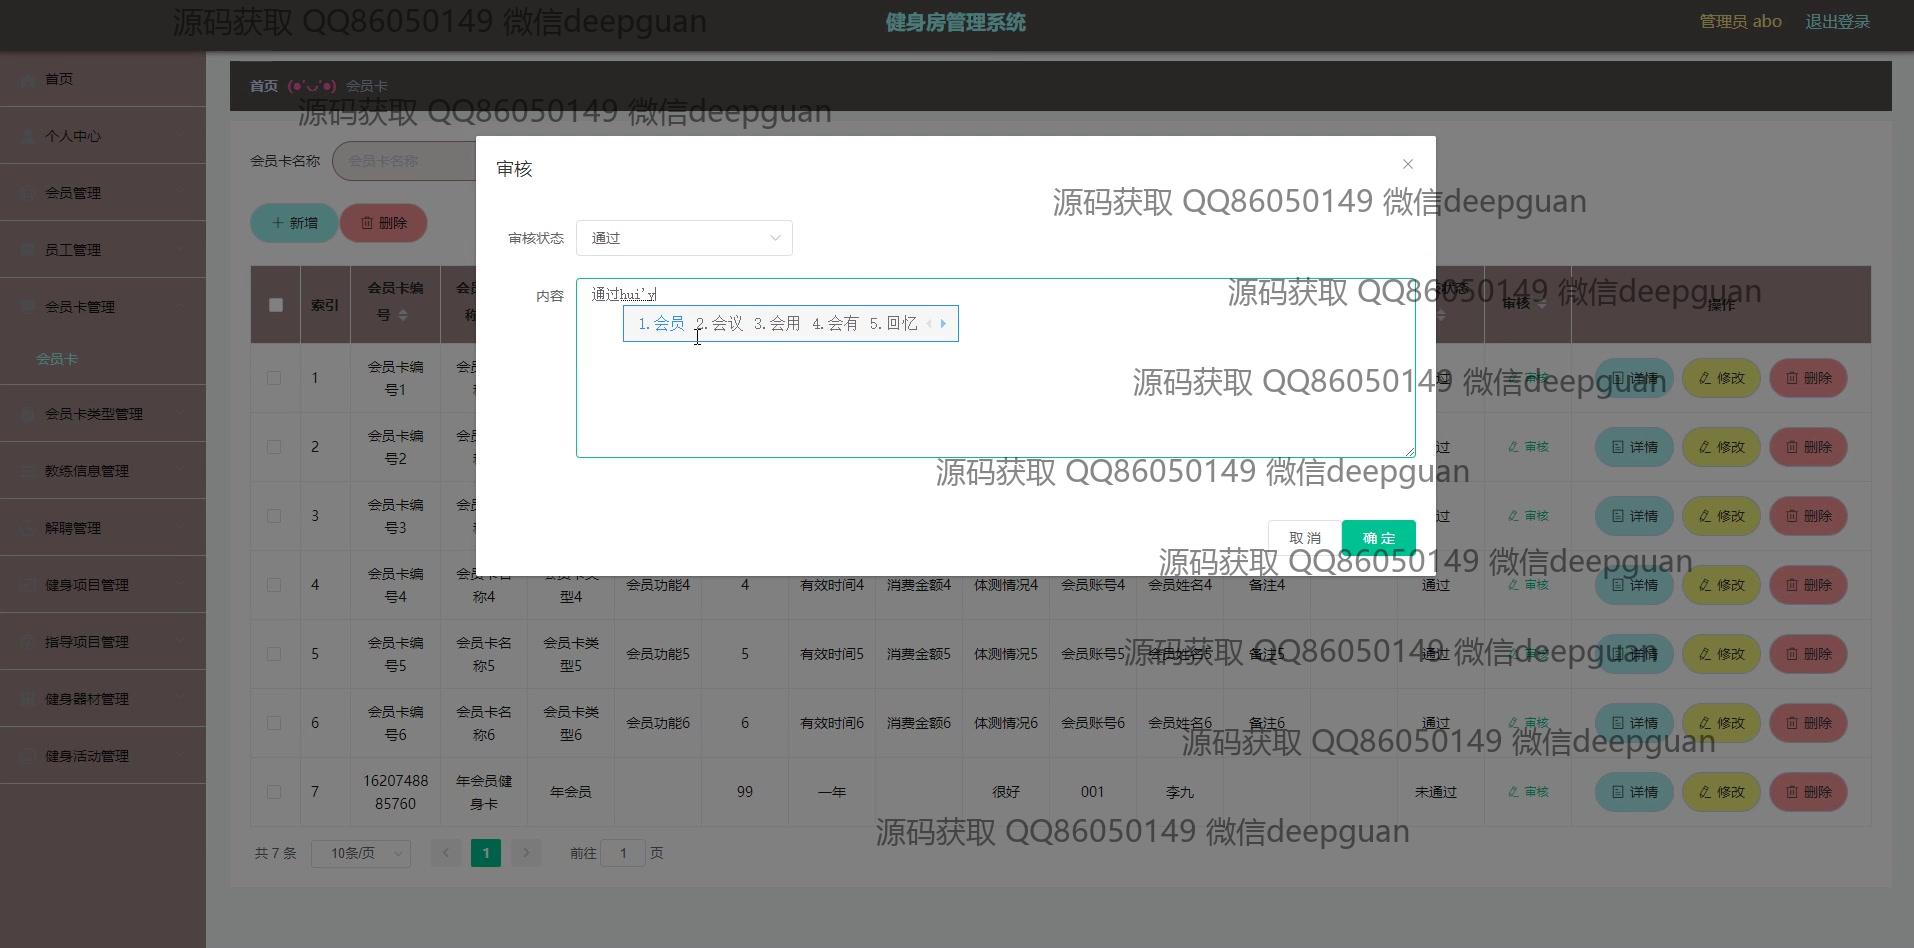 源码获取 QQ86050149 微信deepguan
健身房管理系统
管理员 abo 退出登录
首页
个人中心
会员管理
员工管理
会员卡管理
会员卡
会员卡类型管理
教练信息管理
解聘管理
健身项目管理
指导项目管理
健身器材管理
健身活动管理
首页 (●'◡'●) 会员卡
源码获取 QQ86050149 微信deepguan
会员卡名称 会员卡名称
+ 新增 删除
审核
源码获取 QQ86050149 微信deepguan
审核状态 通过
内容 通过hui'y
1.会员 2.会议 3.会用 4.会有 5.回忆
源码获取 QQ86050149 微信deepguan
源码获取 QQ86050149 微信deepguan
源码获取 QQ86050149 微信deepguan
取消 确定
源码获取 QQ86050149 微信deepguan
索引 会员卡编号 状态 审核 操作
1 会员卡编号1 过 审核 详情 修改 删除
2 会员卡编号2 过 审核 详情 修改 删除
3 会员卡编号3 过 审核 详情 修改 删除
4 会员卡编号4 会员卡名称4 会员卡类型4 会员功能4 4 有效时间4 消费金额4 体测情况4 会员账号4 会员姓名4 备注4 通过 审核 详情 修改 删除
5 会员卡编号5 会员卡名称5 会员卡类型5 会员功能5 5 有效时间5 消费金额5 体测情况5 会员账号5 会员姓名5 备注5 通过 审核 详情 修改 删除
源码获取 QQ86050149 微信deepguan
6 会员卡编号6 会员卡名称6 会员卡类型6 会员功能6 6 有效时间6 消费金额6 体测情况6 会员账号6 会员姓名6 备注6 通过 审核 详情 修改 删除
源码获取 QQ86050149 微信deepguan
7 1620748885760 年会员健身卡 年会员 99 一年 很好 001 李九 未通过 审核 详情 修改 删除
源码获取 QQ86050149 微信deepguan
共 7 条 10条/页 1 前往 1 页